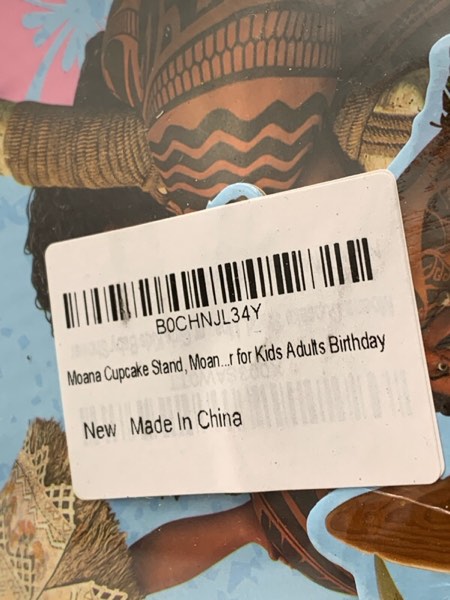 B0CHNJL34Y
Moana Cupcake Stand, Moan...r for Kids Adults Birthday
New Made In China